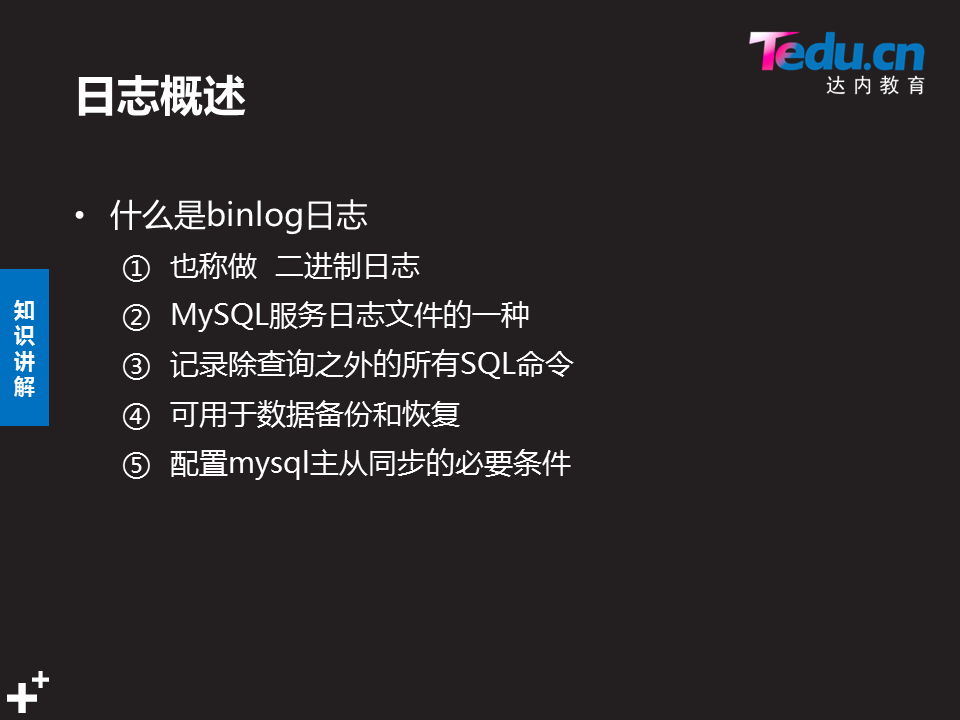 Tedu.cn
达内教育
日志概述
• 什么是binlog日志
① 也称做 二进制日志
② MySQL服务日志文件的一种
③ 记录除查询之外的所有SQL命令
④ 可用于数据备份和恢复
⑤ 配置mysql主从同步的必要条件
知识讲解